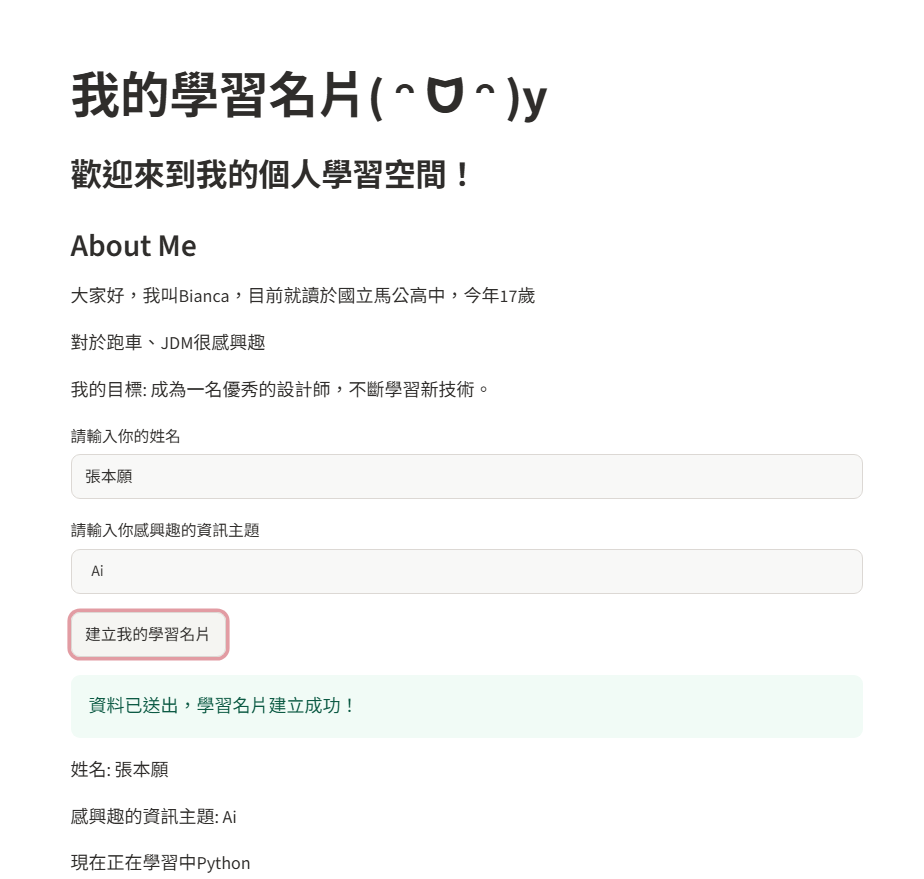 我的學習名片( ᵔ ᗜ ᵔ )y
歡迎來到我的個人學習空間！
About Me
大家好，我叫Bianca，目前就讀於國立馬公高中，今年17歲
對於跑車、JDM很感興趣
我的目標: 成為一名優秀的設計師，不斷學習新技術。
請輸入你的姓名
張本願
請輸入你感興趣的資訊主題
Ai
建立我的學習名片
資料已送出，學習名片建立成功！
姓名: 張本願
感興趣的資訊主題: Ai
現在正在學習中Python